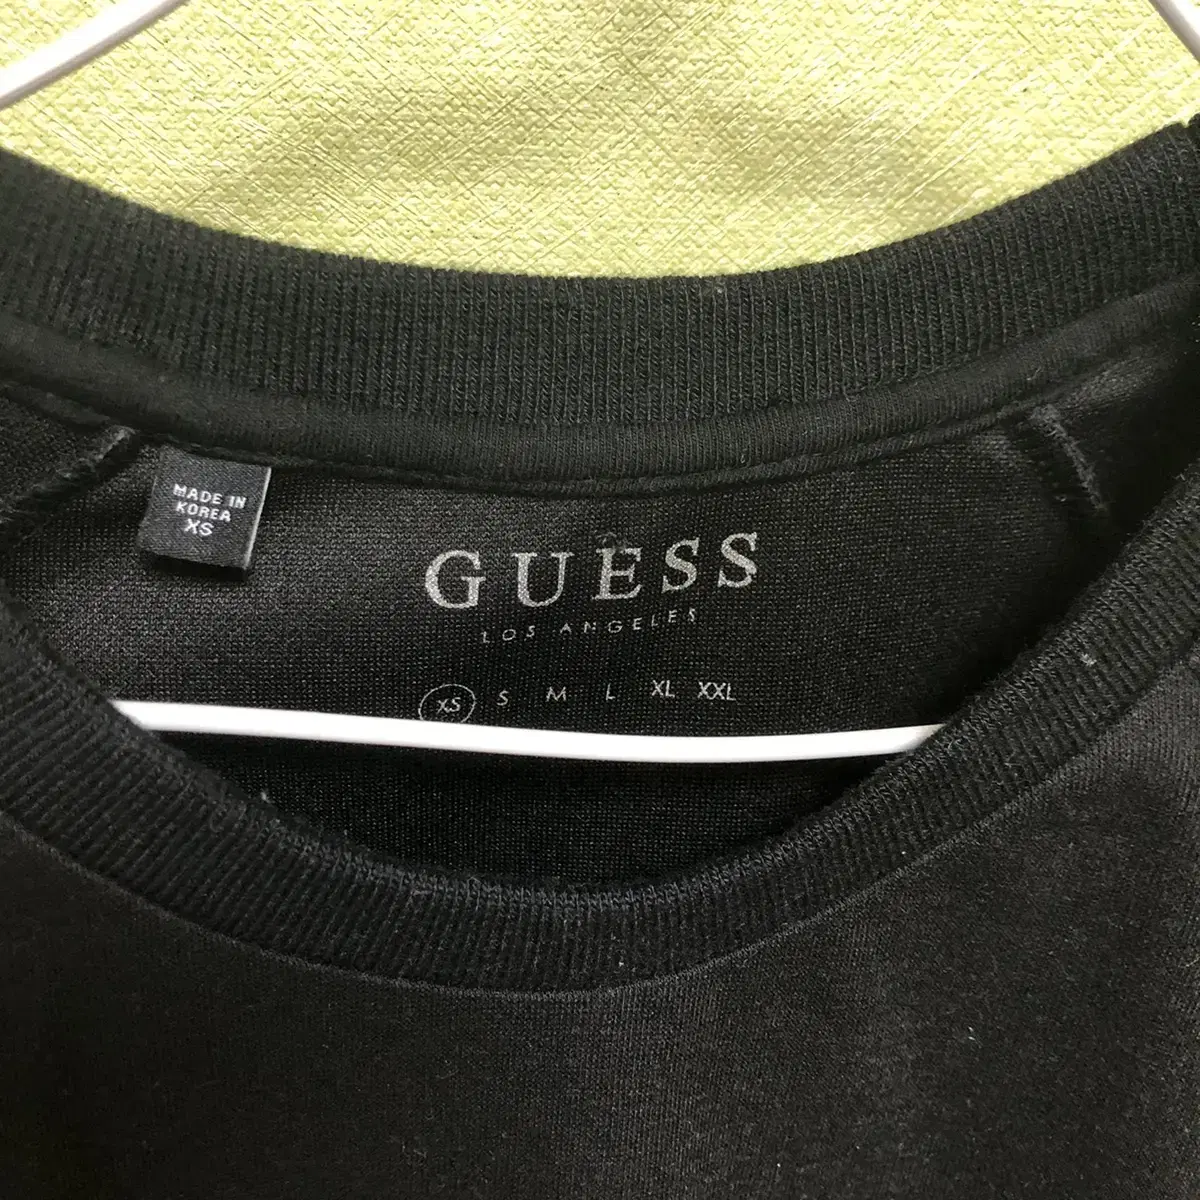 MADE IN
KOREA
XS
GUESS
LOS ANGELES
XS S M L XL XXL